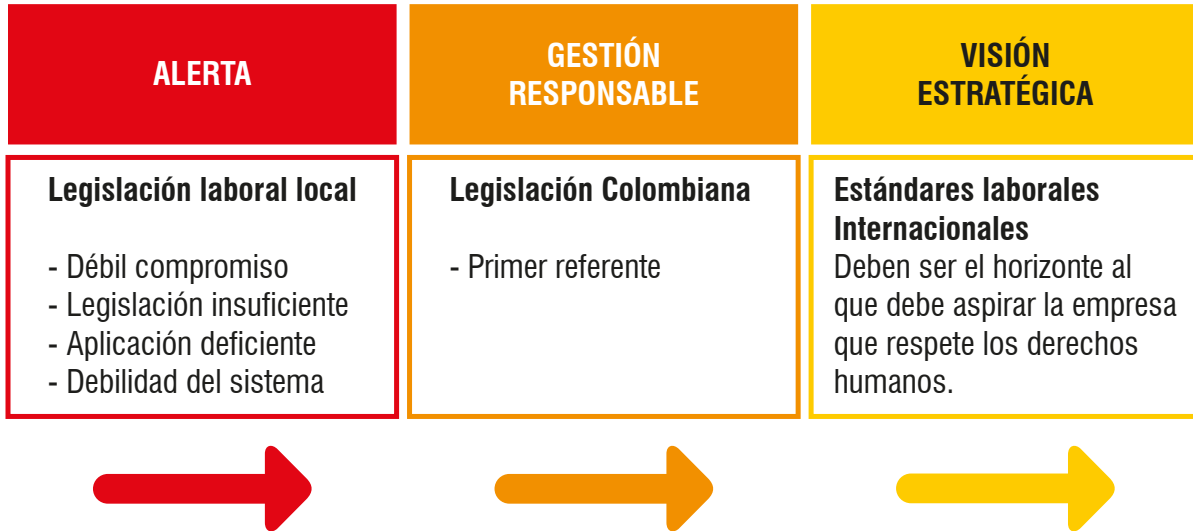 ALERTA
Legislación laboral local
- Débil compromiso
- Legislación insuficiente
- Aplicación deficiente
- Debilidad del sistema
GESTIÓN
RESPONSABLE
Legislación Colombiana
- Primer referente
VISIÓN
ESTRATÉGICA
Estándares laborales
Internacionales
Deben ser el horizonte al
que debe aspirar la empresa
que respete los derechos
humanos.